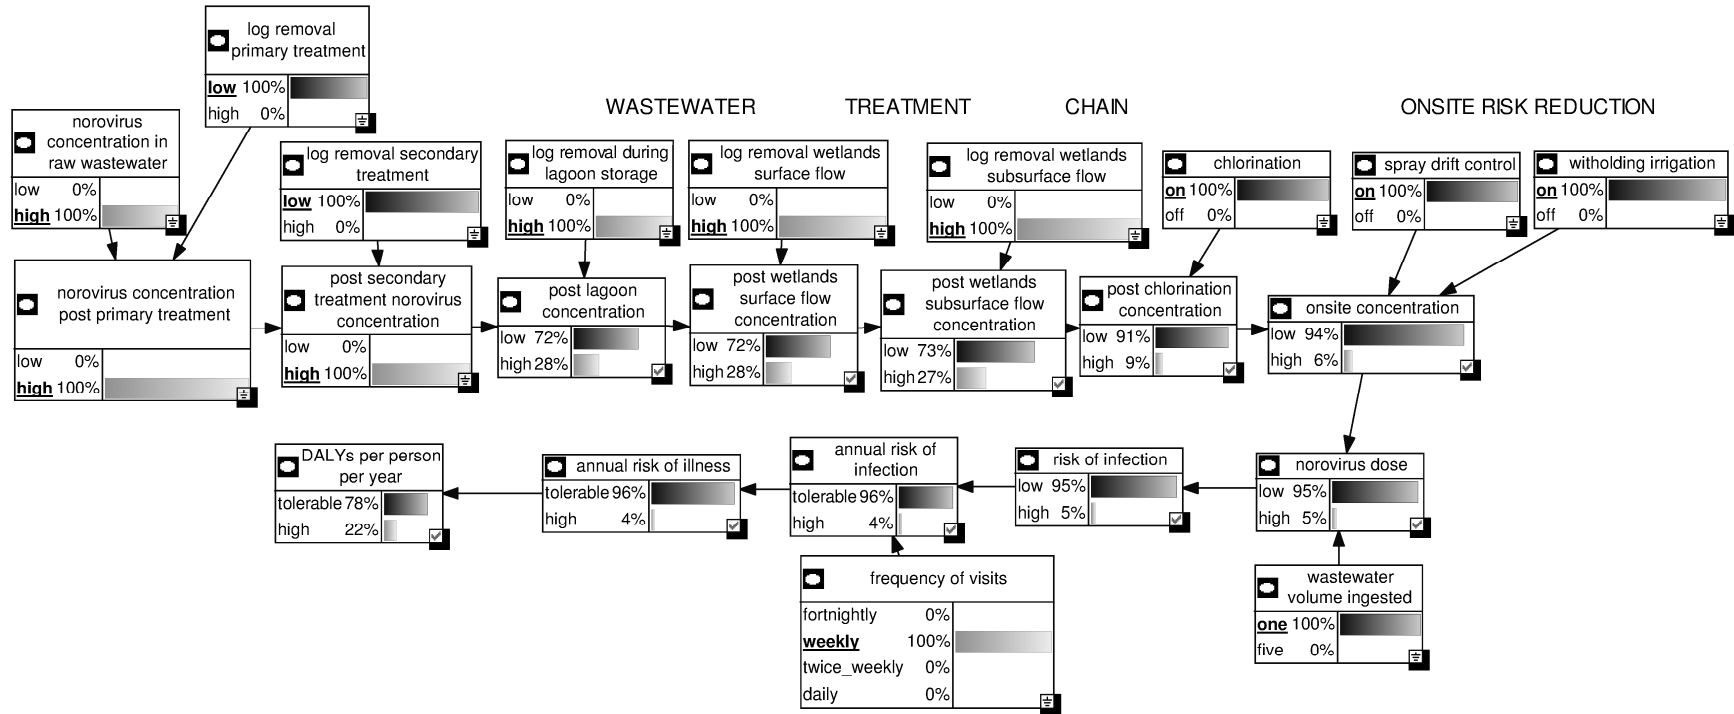 log removal
primary treatment
low 100%
high 0%
WASTEWATER TREATMENT CHAIN
ONSITE RISK REDUCTION
norovirus
concentration in
raw wastewater
low 0%
high 100%
log removal secondary
treatment
low 100%
high 0%
log removal during
lagoon storage
low 0%
high 100%
log removal wetlands
surface flow
low 0%
high 100%
log removal wetlands
subsurface flow
low 0%
high 100%
chlorination
on 100%
off 0%
spray drift control
on 100%
off 0%
witholding irrigation
on 100%
off 0%
norovirus concentration
post primary treatment
low 0%
high 100%
post secondary
treatment norovirus
concentration
low 0%
high 100%
post lagoon
concentration
low 72%
high 28%
post wetlands
surface flow
concentration
low 72%
high 28%
post wetlands
subsurface flow
concentration
low 73%
high 27%
post chlorination
concentration
low 91%
high 9%
onsite concentration
low 94%
high 6%
DALYs per person
per year
tolerable 78%
high 22%
annual risk of illness
tolerable 96%
high 4%
annual risk of
infection
tolerable 96%
high 4%
risk of infection
low 95%
high 5%
norovirus dose
low 95%
high 5%
frequency of visits
fortnightly 0%
weekly 100%
twice_weekly 0%
daily 0%
wastewater
volume ingested
one 100%
five 0%